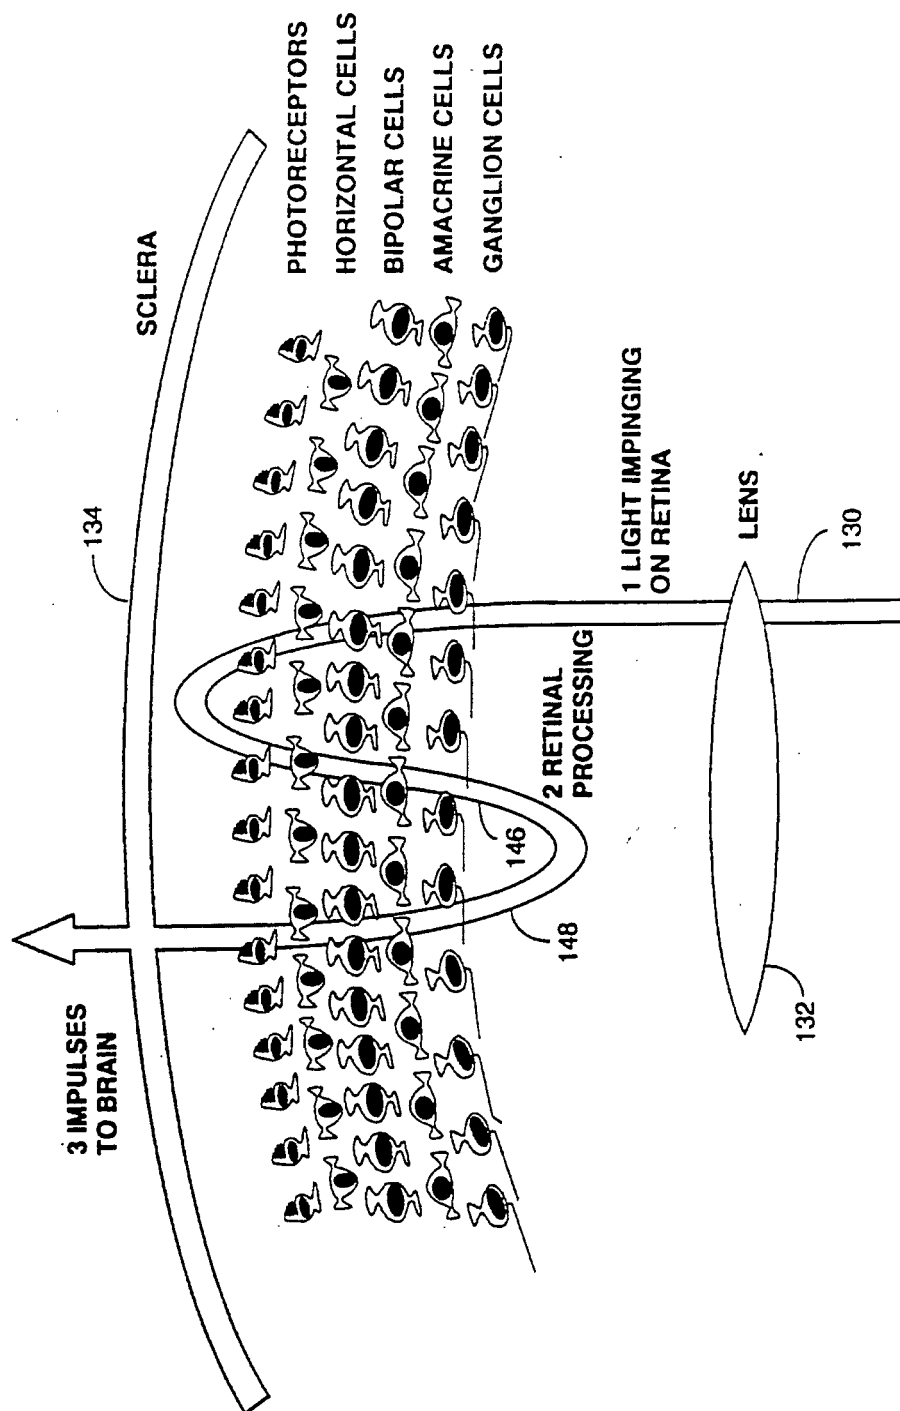 3 IMPULSES
TO BRAIN
134
SCLERA
PHOTORECEPTORS
HORIZONTAL CELLS
BIPOLAR CELLS
AMACRINE CELLS
GANGLION CELLS
148
146
2 RETINAL
PROCESSING
1 LIGHT IMPINGING
ON RETINA
132
LENS
130